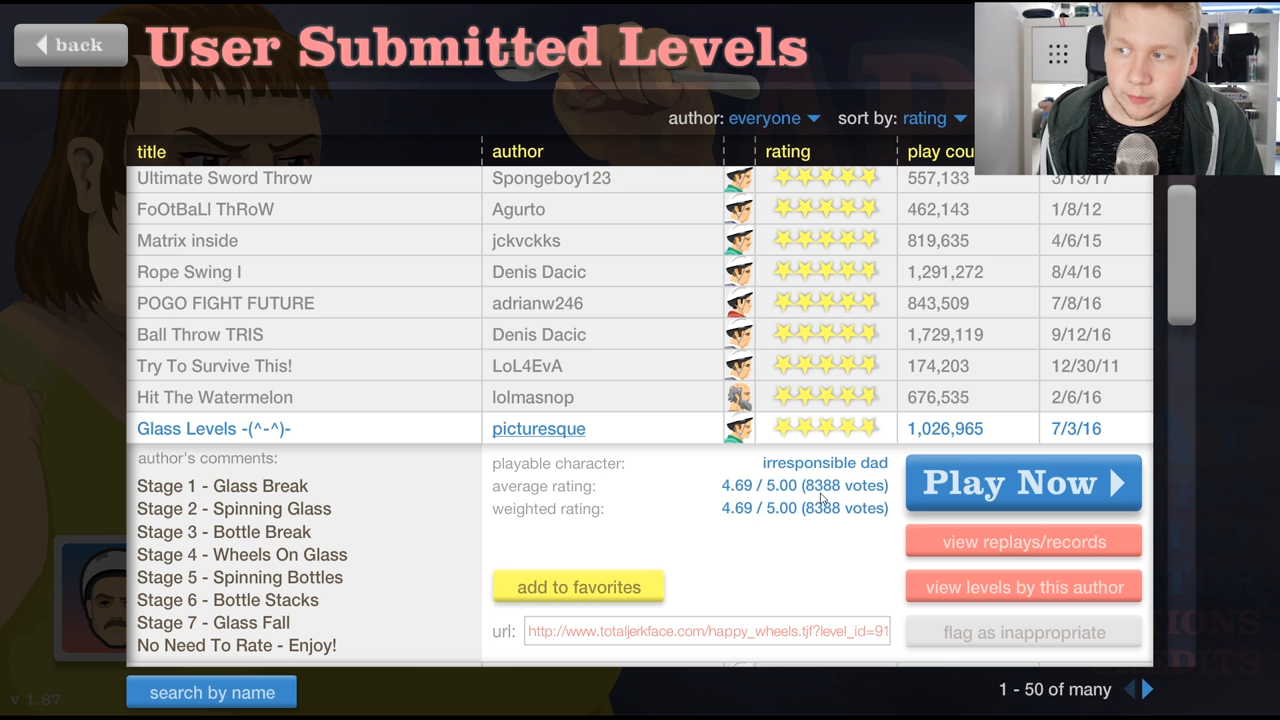 back
User Submitted Levels
author: everyone sort by: rating
title author rating play cou
Ultimate Sword Throw Spongeboy123 557,133 3/13/17
FoOtBaLl ThRoW Agurto 462,143 1/8/12
Matrix inside jckvckks 819,635 4/6/15
Rope Swing I Denis Dacic 1,291,272 8/4/16
POGO FIGHT FUTURE adrianw246 843,509 7/8/16
Ball Throw TRIS Denis Dacic 1,729,119 9/12/16
Try To Survive This! LoL4EvA 174,203 12/30/11
Hit The Watermelon lolmasnop 676,535 2/6/16
Glass Levels -(^-^)- picturesque 1,026,965 7/3/16
author's comments:
Stage 1 - Glass Break
Stage 2 - Spinning Glass
Stage 3 - Bottle Break
Stage 4 - Wheels On Glass
Stage 5 - Spinning Bottles
Stage 6 - Bottle Stacks
Stage 7 - Glass Fall
No Need To Rate - Enjoy!
playable character: irresponsible dad
average rating: 4.69 / 5.00 (8388 votes)
weighted rating: 4.69 / 5.00 (8388 votes)
add to favorites
url: http://www.totaljerkface.com/happy_wheels.tjf?level_id=91
Play Now
view replays/records
view levels by this author
flag as inappropriate
v 1.87
search by name
1 - 50 of many